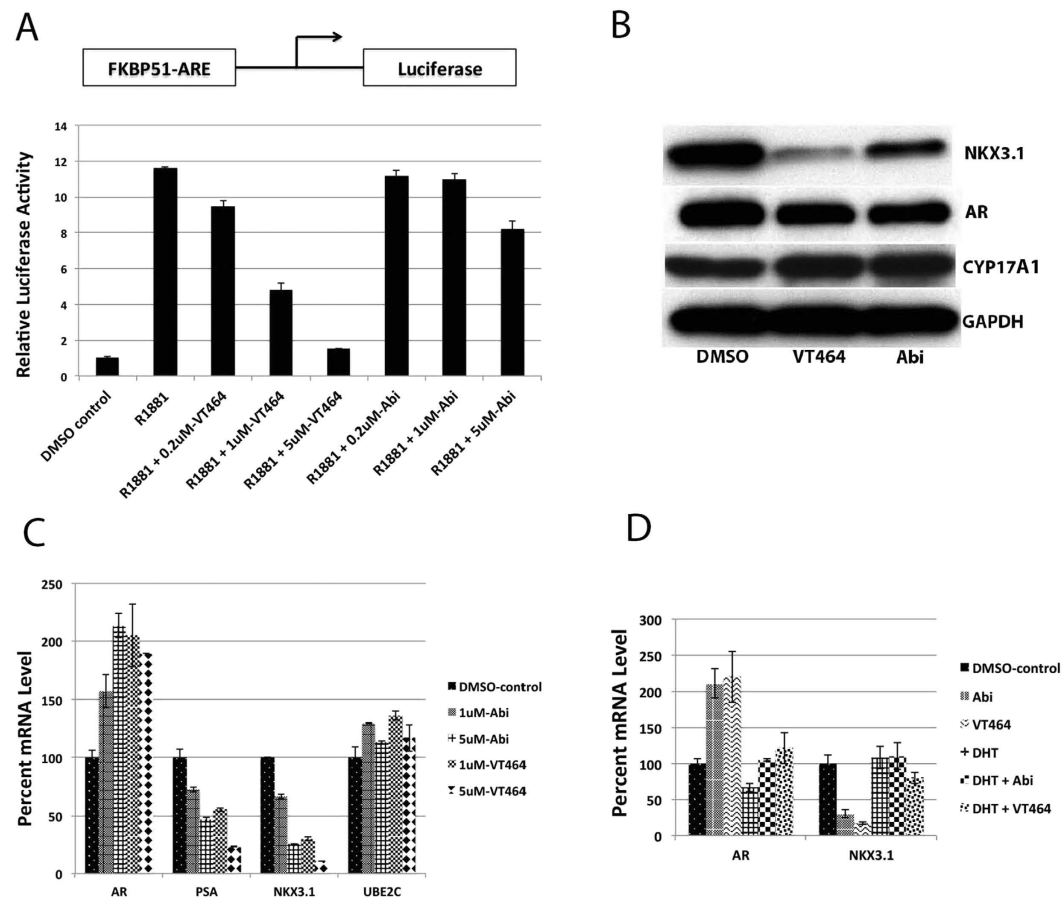 A
FKBP51-ARE
Luciferase
Relative Luciferase Activity
14
12
10
8
6
4
2
0
DMSO control
R1881
R1881 + 0.2uM-VT464
R1881 + 1uM-VT464
R1881 + 5uM-VT464
R1881 + 0.2uM-Abi
R1881 + 1uM-Abi
R1881 + 5uM-Abi
B
NKX3.1
AR
CYP17A1
GAPDH
DMSO VT464 Abi
C
Percent mRNA Level
250
200
150
100
50
0
AR PSA NKX3.1 UBE2C
DMSO-control
1uM-Abi
5uM-Abi
1uM-VT464
5uM-VT464
D
Percent mRNA Level
300
250
200
150
100
50
0
AR NKX3.1
DMSO-control
Abi
VT464
DHT
DHT + Abi
DHT + VT464